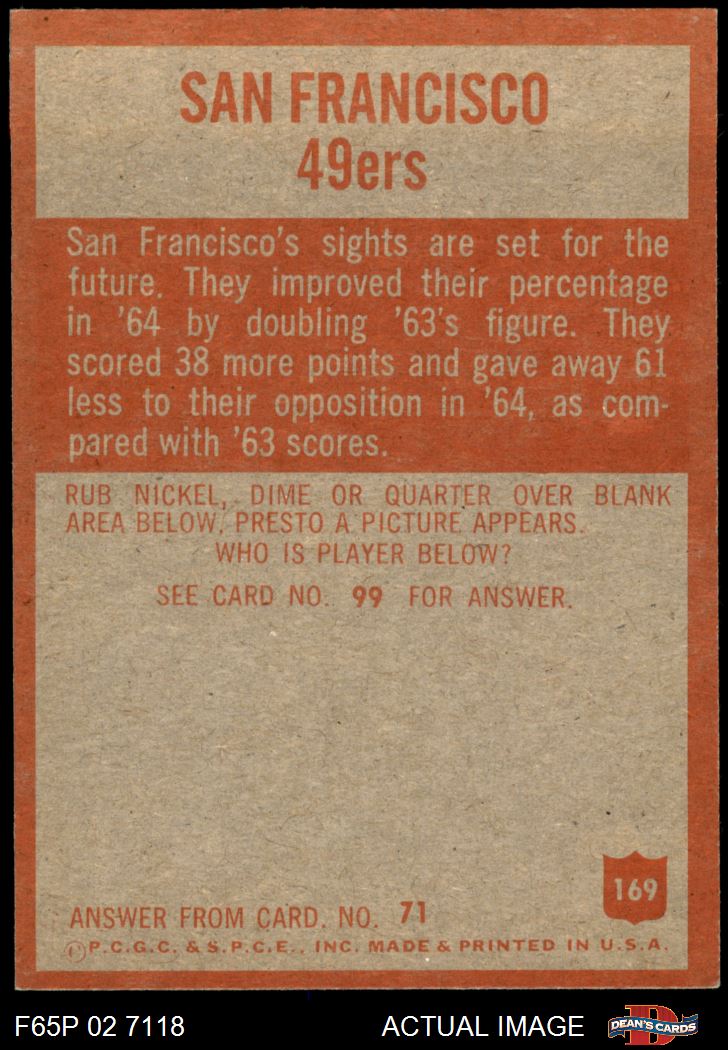 SAN FRANCISCO
49ers
San Francisco's sights are set for the
future. They improved their percentage
in '64 by doubling '63's figure. They
scored 38 more points and gave away 61
less to their opposition in '64, as com-
pared with '63 scores.
RUB NICKEL, DIME OR QUARTER OVER BLANK
AREA BELOW, PRESTO A PICTURE APPEARS.
WHO IS PLAYER BELOW?
SEE CARD NO. 99 FOR ANSWER.
169
ANSWER FROM CARD. NO. 71
©P.C.G.C. & S.P.C.E., INC. MADE & PRINTED IN U.S.A.
F65P 02 7118 ACTUAL IMAGE D DEAN'S CARDS